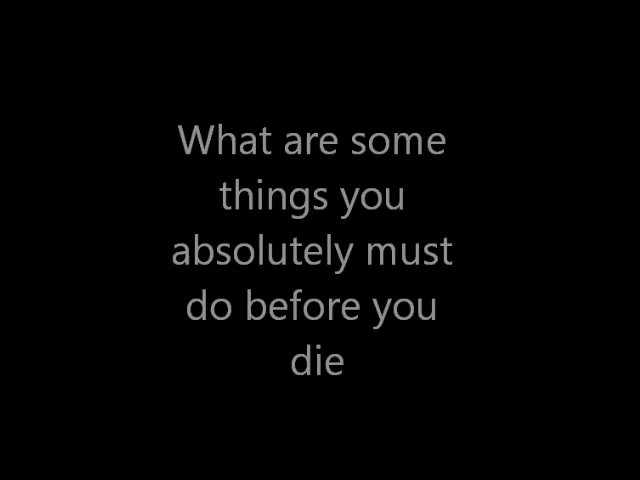 What are some
things you
absolutely must
do before you
die